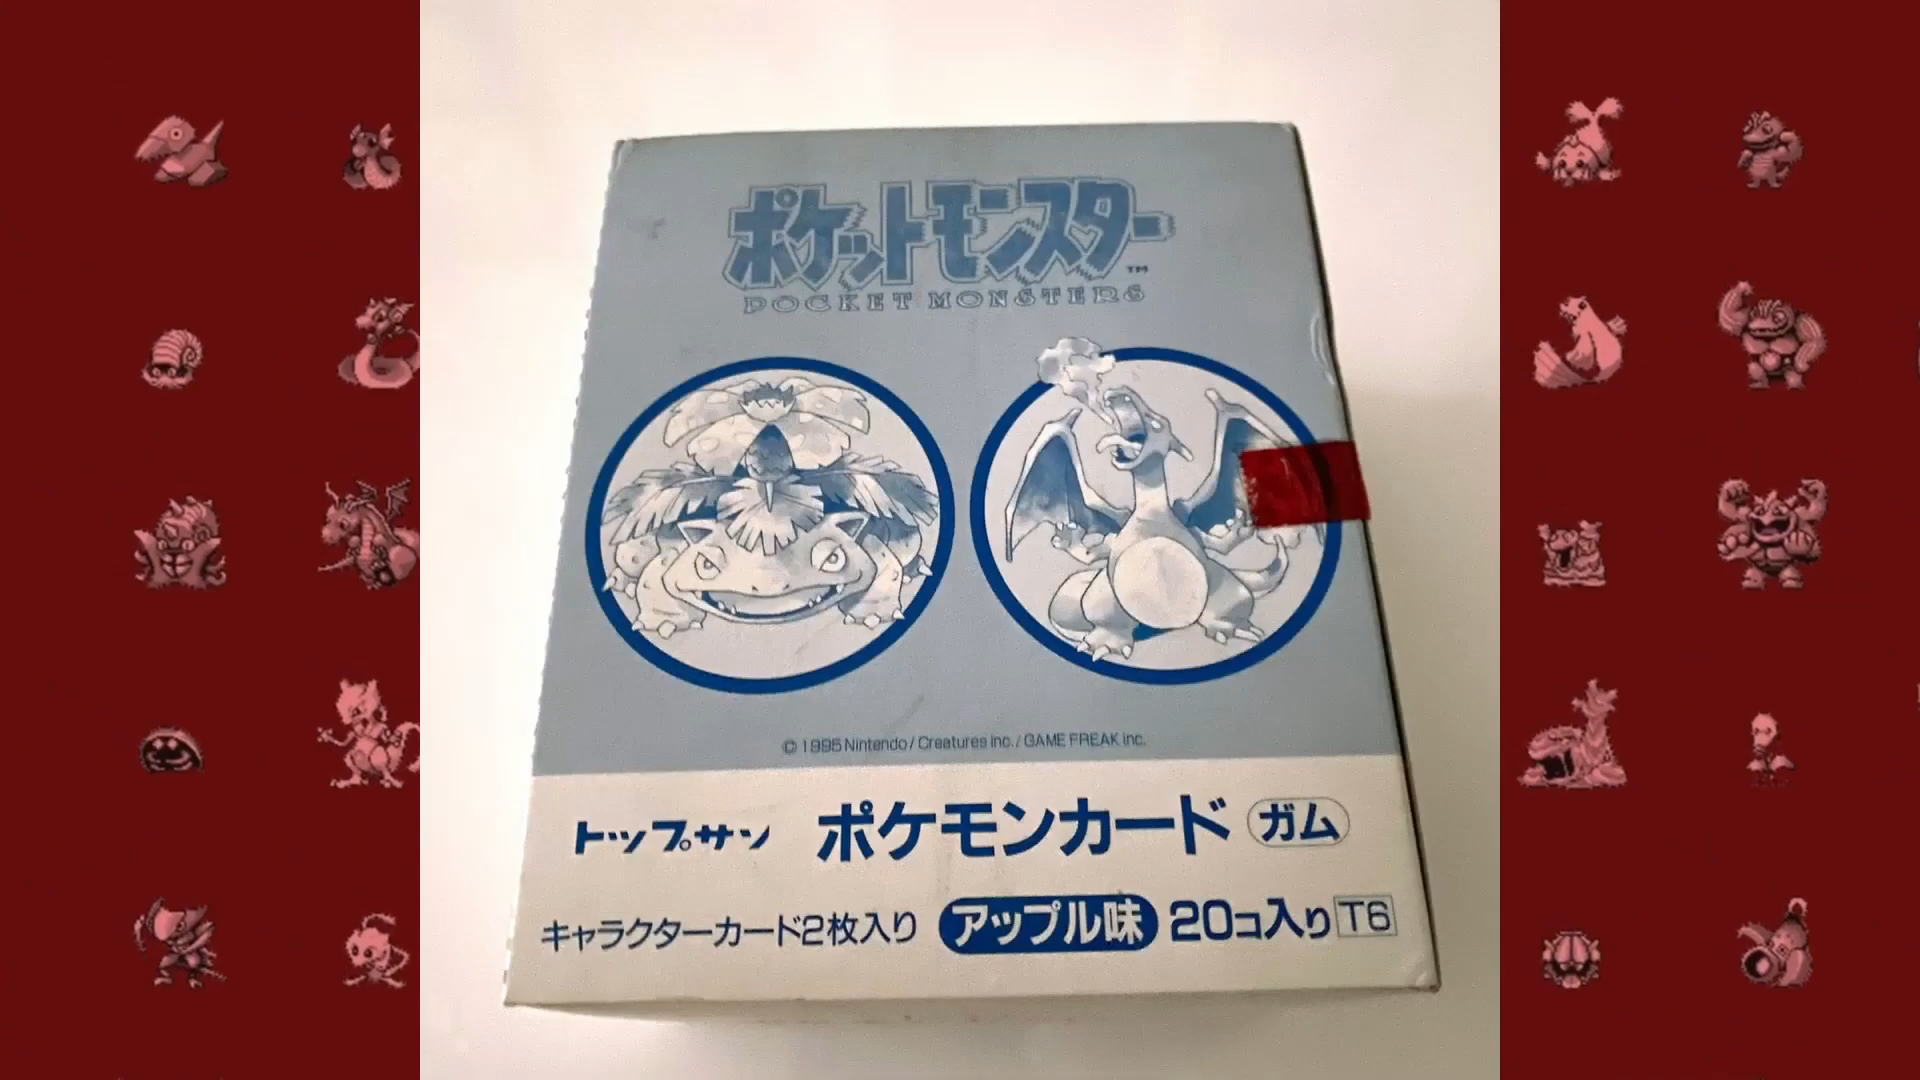 ポケットモンスター™
POCKET MONSTERS
© 1995 Nintendo / Creatures inc. / GAME FREAK inc.
トップサン ポケモンカード ガム
キャラクターカード2枚入り アップル味 20コ入り T6